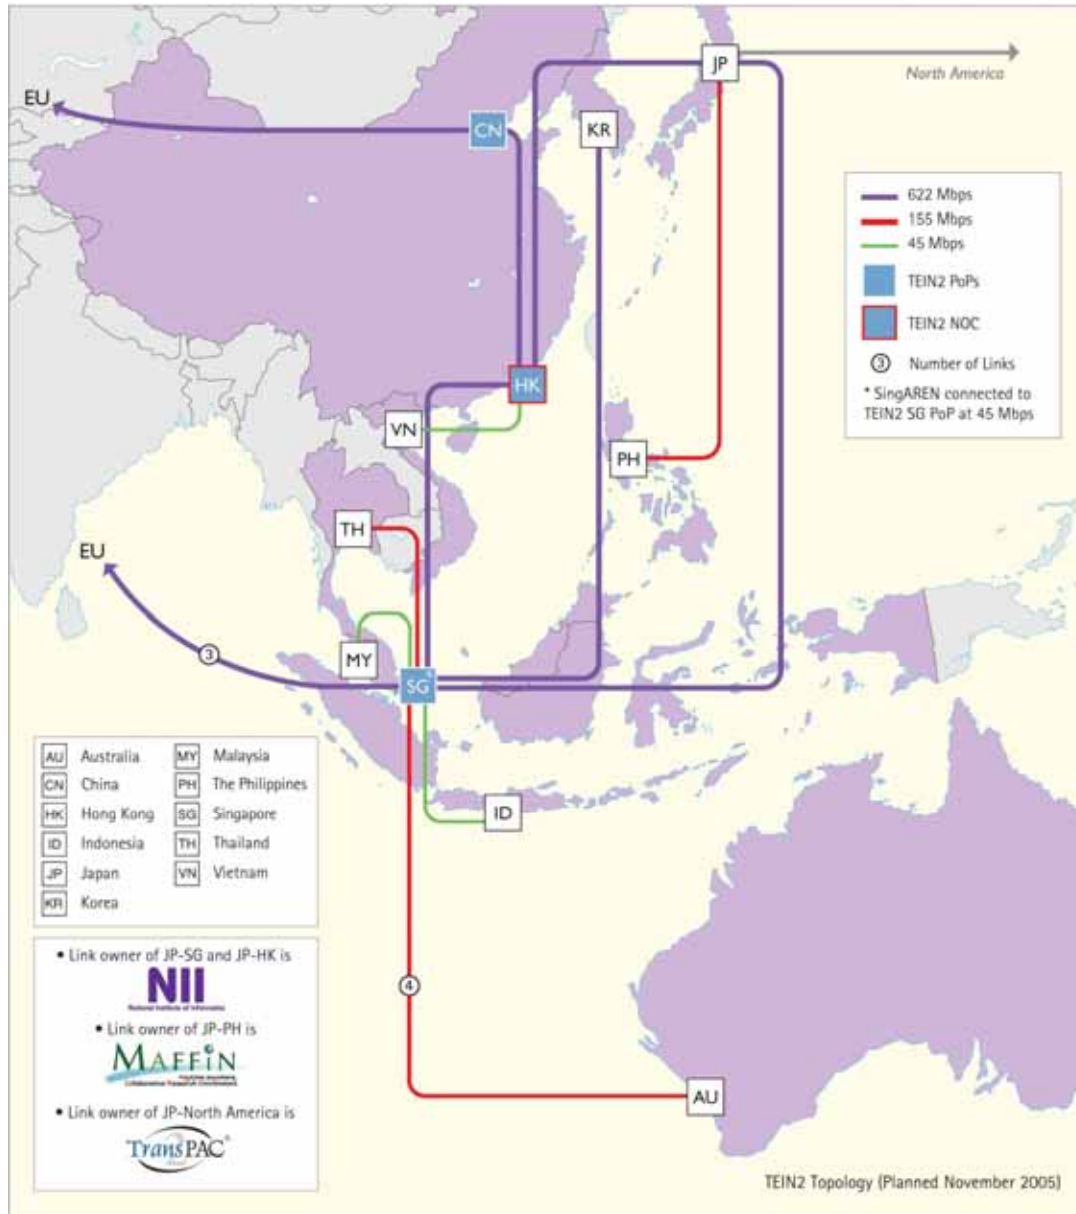 North America
EU
CN
KR
JP
622 Mbps
155 Mbps
45 Mbps
TEIN2 PoPs
TEIN2 NOC
3 Number of Links
* SingAREN connected to
TEIN2 SG PoP at 45 Mbps
HK
VN
PH
TH
EU
3
MY
SG
ID
AU Australia
CN China
HK Hong Kong
ID Indonesia
JP Japan
KR Korea
MY Malaysia
PH The Philippines
SG Singapore
TH Thailand
VN Vietnam
• Link owner of JP-SG and JP-HK is
NII
National Institute of Informatics
• Link owner of JP-PH is
MAFFIN
• Link owner of JP-North America is
TransPAC
4
AU
TEIN2 Topology (Planned November 2005)